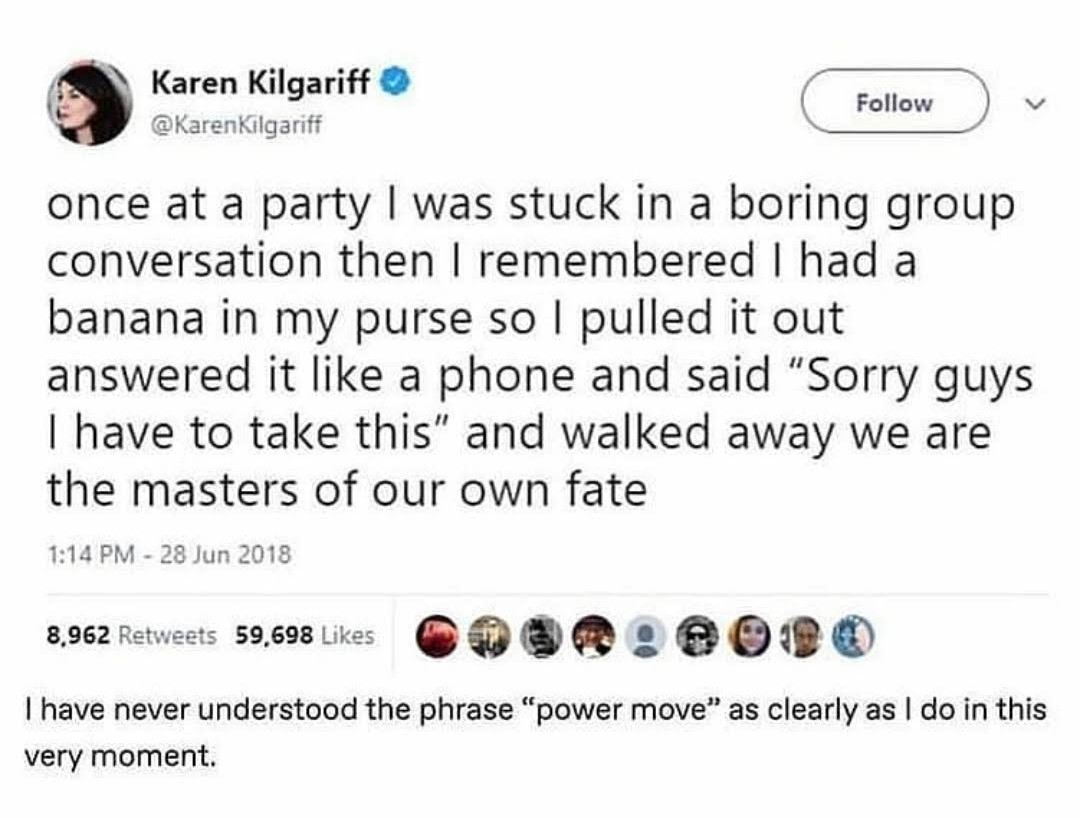 Karen Kilgariff
@KarenKilgariff
Follow
once at a party I was stuck in a boring group
conversation then I remembered I had a
banana in my purse so I pulled it out
answered it like a phone and said “Sorry guys
I have to take this” and walked away we are
the masters of our own fate
1:14 PM - 28 Jun 2018
8,962 Retweets 59,698 Likes
I have never understood the phrase “power move” as clearly as I do in this
very moment.